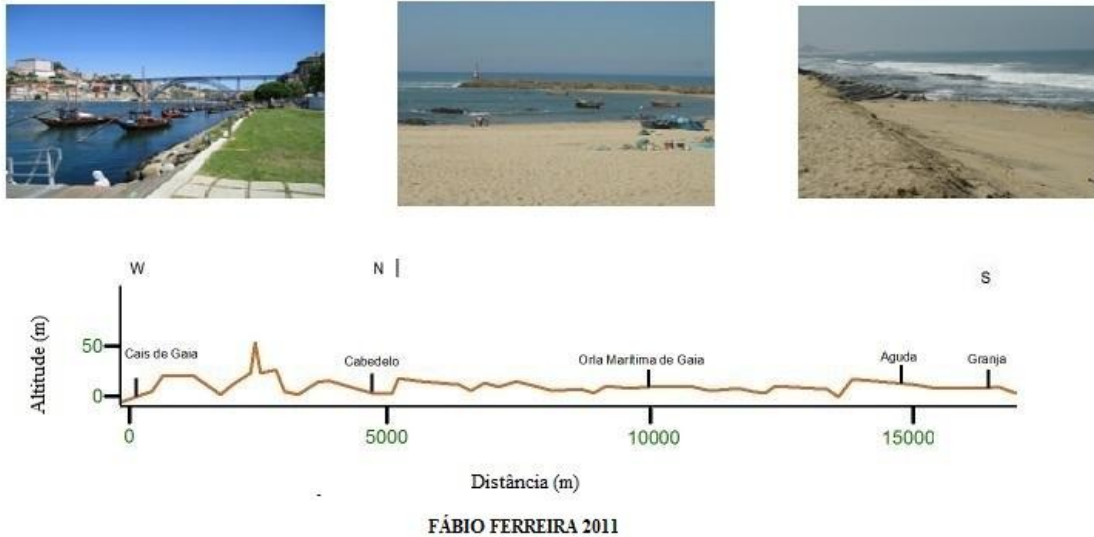 W
N |
S
Altitude (m)
50
0
Cais de Gaia
Cabedelo
Orla Marítima de Gaia
Aguda
Granja
0
5000
10000
15000
Distância (m)
FÁBIO FERREIRA 2011